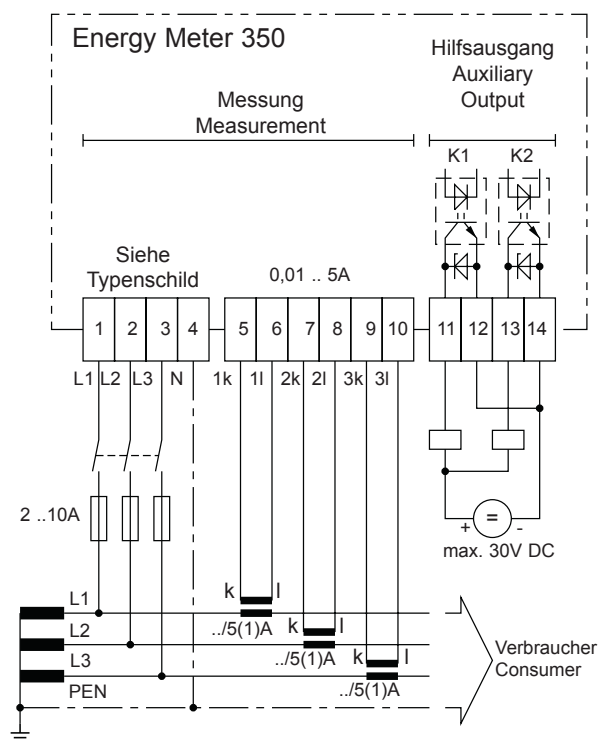 Energy Meter 350
Hilfsausgang
Auxiliary
Output
Messung
Measurement
K1 K2
Siehe
Typenschild
0,01 .. 5A
1 2 3 4 5 6 7 8 9 10 11 12 13 14
L1 L2 L3 N 1k 1l 2k 2l 3k 3l
2 ..10A
+ = -
max. 30V DC
L1 k l
../5(1)A
L2 k l
../5(1)A
L3 k l
../5(1)A
PEN
Verbraucher
Consumer